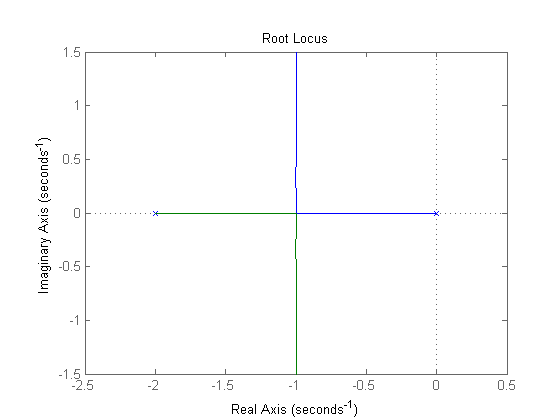 Root Locus
1.5
1
0.5
0
-0.5
-1
-1.5
Imaginary Axis (seconds⁻¹)
-2.5 -2 -1.5 -1 -0.5 0 0.5
Real Axis (seconds⁻¹)